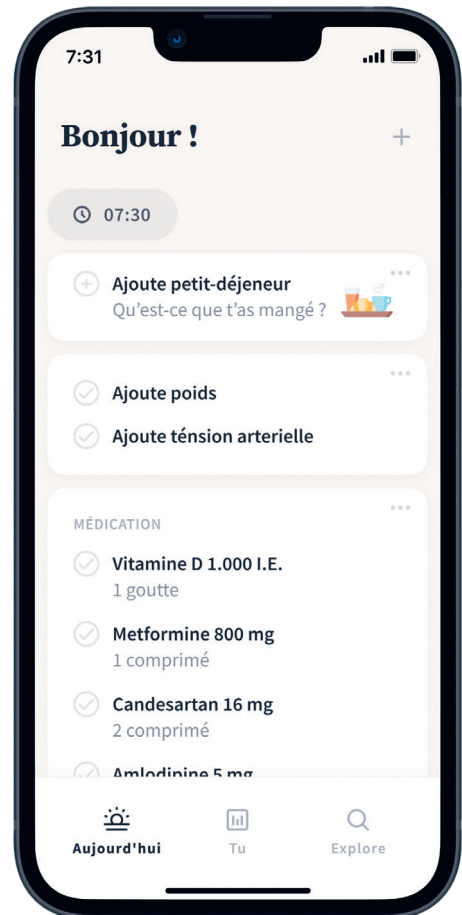 7:31
Bonjour !
07:30
Ajoute petit-déjeneur
Qu'est-ce que t'as mangé ?
Ajoute poids
Ajoute ténsion arterielle
MÉDICATION
Vitamine D 1.000 I.E.
1 goutte
Metformine 800 mg
1 comprimé
Candesartan 16 mg
2 comprimé
Amlodipine 5 mg
Aujourd'hui
Tu
Explore